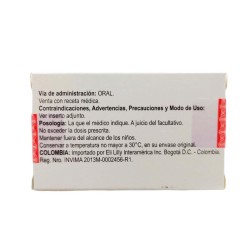 Vía de administración: ORAL.
Venta con receta médica.
Contraindicaciones, Advertencias, Precauciones y Modo de Uso:
Ver inserto adjunto.
Posología: La que el médico indique. A juicio del facultativo.
No exceder la dosis prescrita.
Mantener fuera del alcance de los niños.
Conservar a temperatura no mayor a 30°C, en su envase original.
COLOMBIA: Importado por Eli Lilly Interamérica Inc. Bogotá D.C. - Colombia.
Reg. Nro. INVIMA 2013M-0002456-R1.